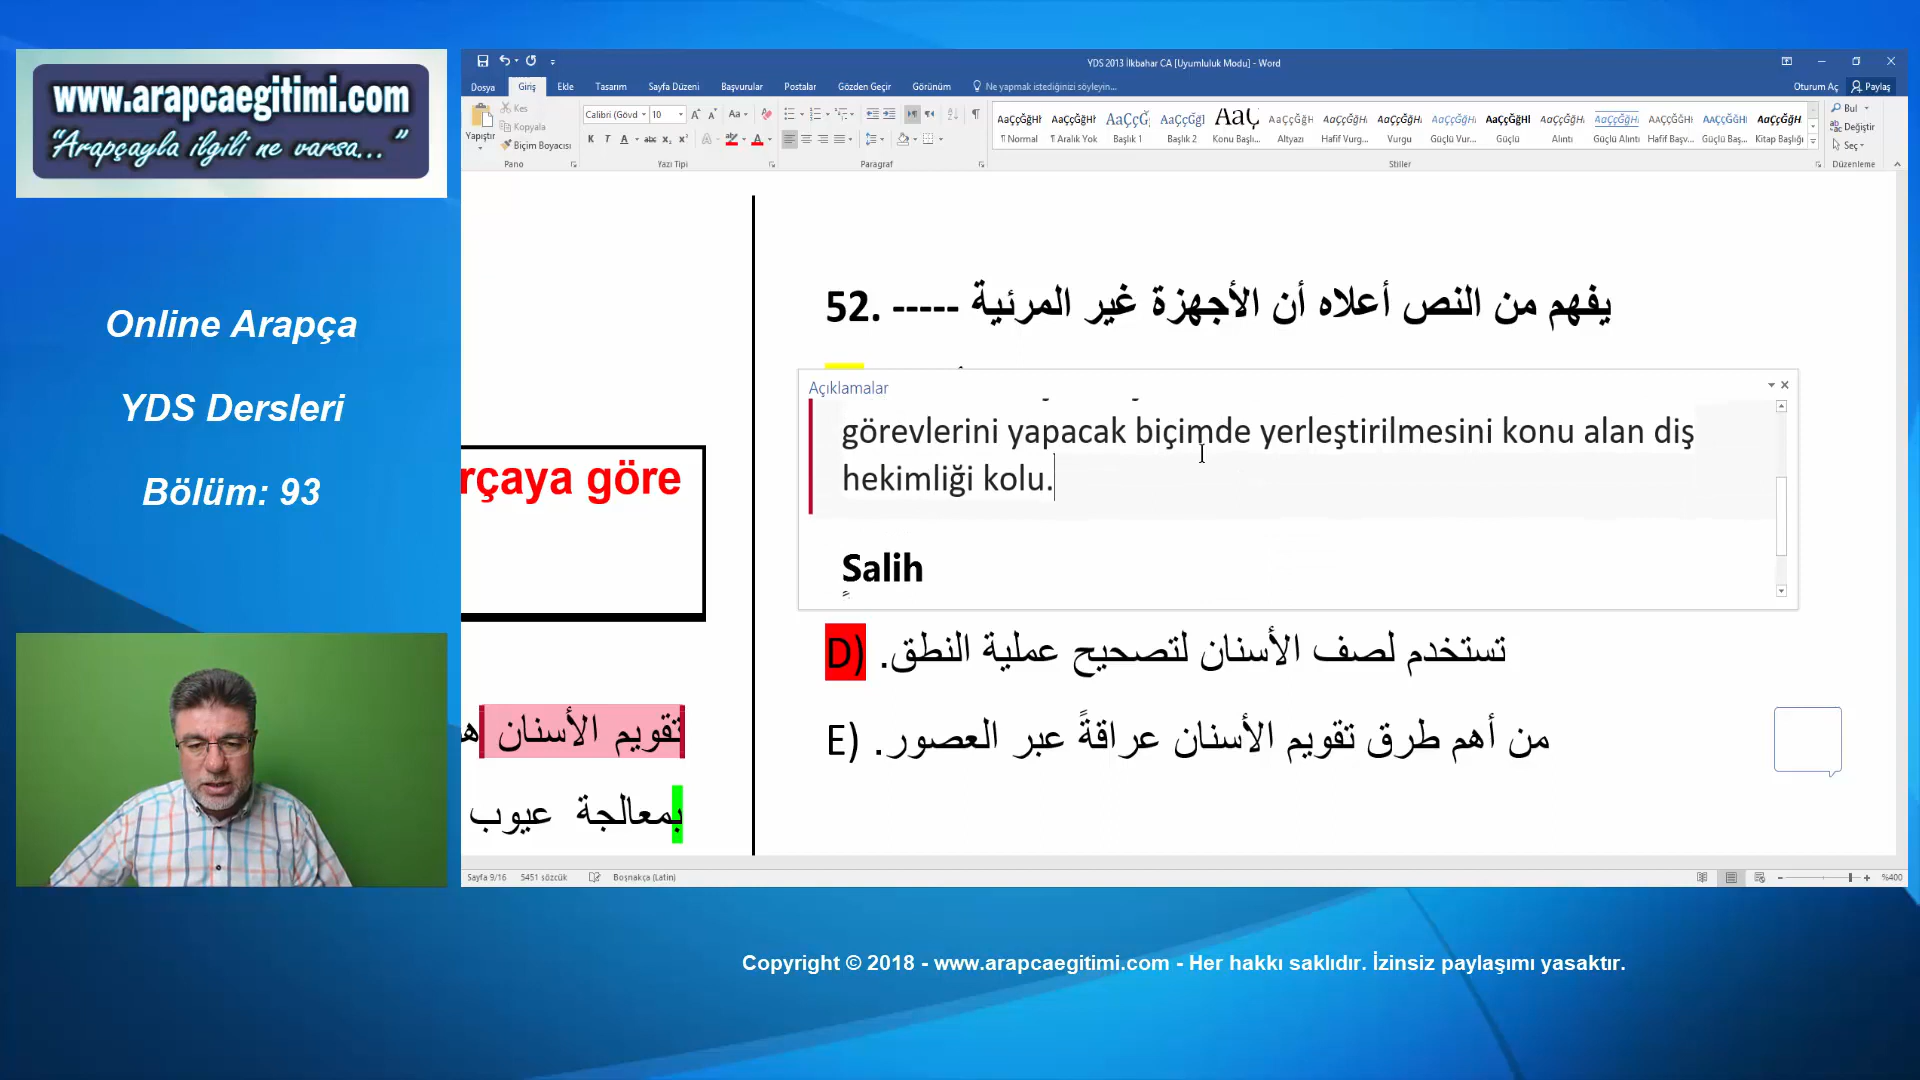 www.arapcaegitimi.com
“Arapçayla ilgili ne varsa...”
Online Arapça
YDS Dersleri
Bölüm: 93
YDS 2013 İlkbahar CA [Uyumluluk Modu] - Word
Dosya Giriş Ekle Tasarım Sayfa Düzeni Başvurular Postalar Gözden Geçir Görünüm Ne yapmak istediğinizi söyleyin... Oturum Aç Paylaş
Yapıştır
Kes
Kopyala
Biçim Boyacısı
Pano
Calibri (Gövd 10
Yazı Tipi
Paragraf
¶ Normal ¶ Aralık Yok Başlık 1 Başlık 2 Konu Başlı... Altyazı Hafif Vurg... Vurgu Güçlü Vur... Güçlü Alıntı Güçlü Alıntı Hafif Başv... Güçlü Baş... Kitap Başlığı
Stiller
Bul
Değiştir
Seç
Düzenleme
rçaya göre
تقويم الأسنان
بمعالجة عيوب
52. ----- يفهم من النص أعلاه أن الأجهزة غير المرئية
Açıklamalar
görevlerini yapacak biçimde yerleştirilmesini konu alan diş
hekimliği kolu.
Salih
D) تستخدم لصف الأسنان لتصحيح عملية النطق.
E) من أهم طرق تقويم الأسنان عراقةً عبر العصور.
Sayfa 9/16 5451 sözcük Boşnakça (Latin) %400
Copyright © 2018 - www.arapcaegitimi.com - Her hakkı saklıdır. İzinsiz paylaşımı yasaktır.